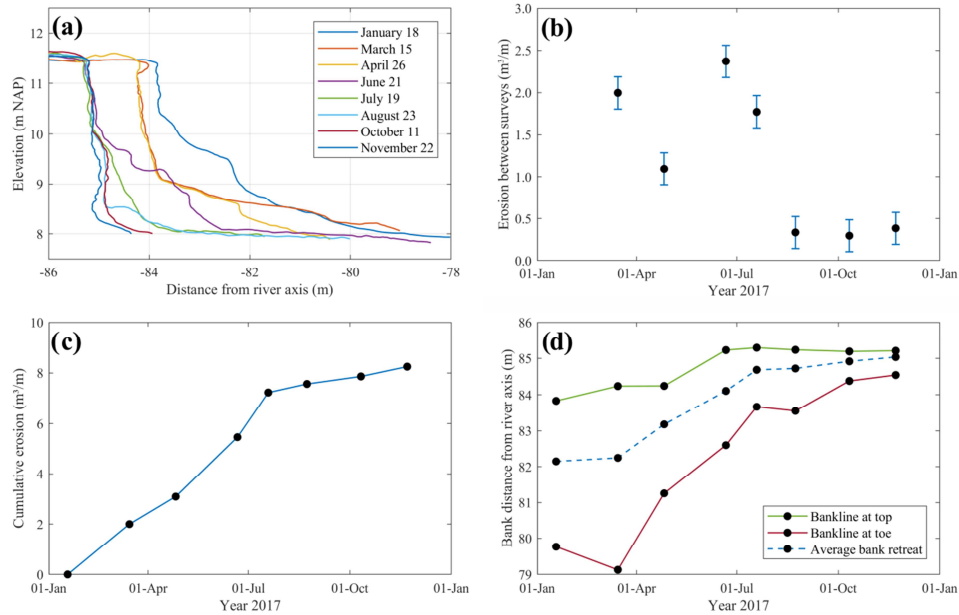 (a)
12
11
10
9
8
-86
-84
-82
-80
-78
Elevation (m NAP)
Distance from river axis (m)
January 18
March 15
April 26
June 21
July 19
August 23
October 11
November 22
(b)
3.0
2.5
2.0
1.5
1.0
0.5
0.0
01-Jan
01-Apr
01-Jul
01-Oct
01-Jan
Erosion between surveys (m³/m)
Year 2017
(c)
10
8
6
4
2
0
01-Jan
01-Apr
01-Jul
01-Oct
01-Jan
Cumulative erosion (m³/m)
Year 2017
(d)
86
85
84
83
82
81
80
79
01-Jan
01-Apr
01-Jul
01-Oct
01-Jan
Bank distance from river axis (m)
Year 2017
Bankline at top
Bankline at toe
Average bank retreat